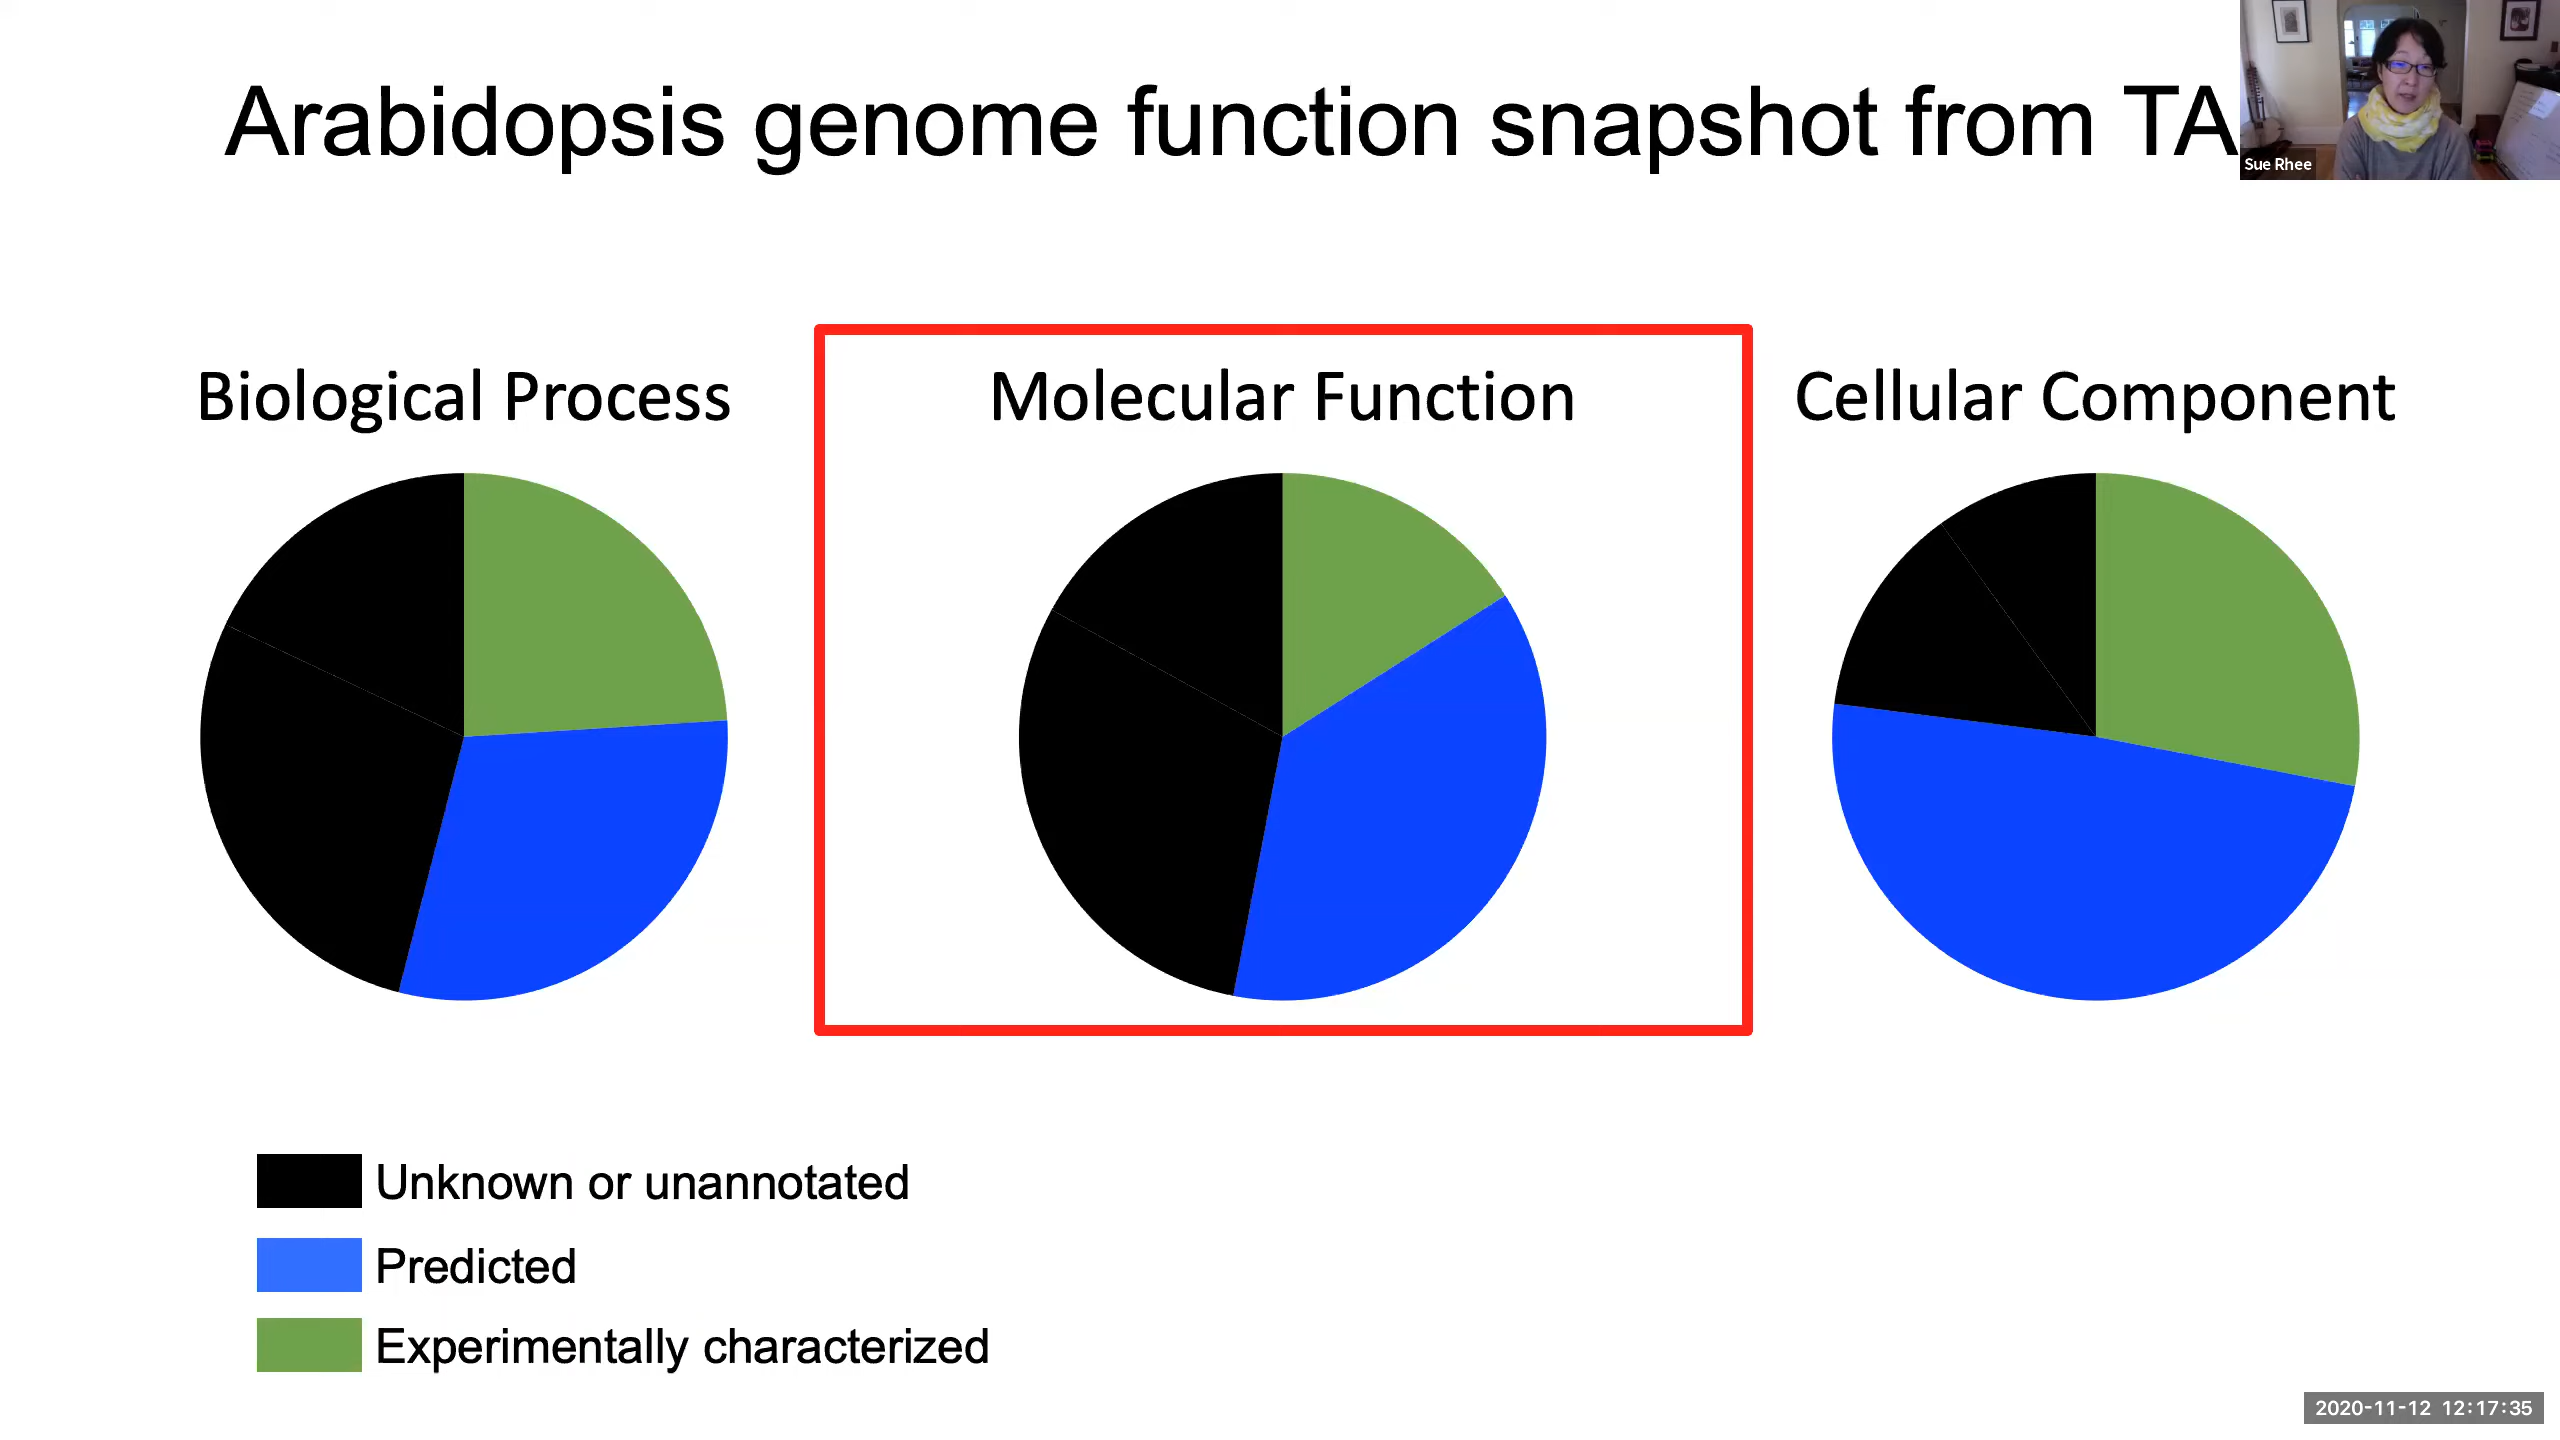 Arabidopsis genome function snapshot from TA
Sue Rhee
Biological Process
Molecular Function
Cellular Component
Unknown or unannotated
Predicted
Experimentally characterized
2020-11-12 12:17:35